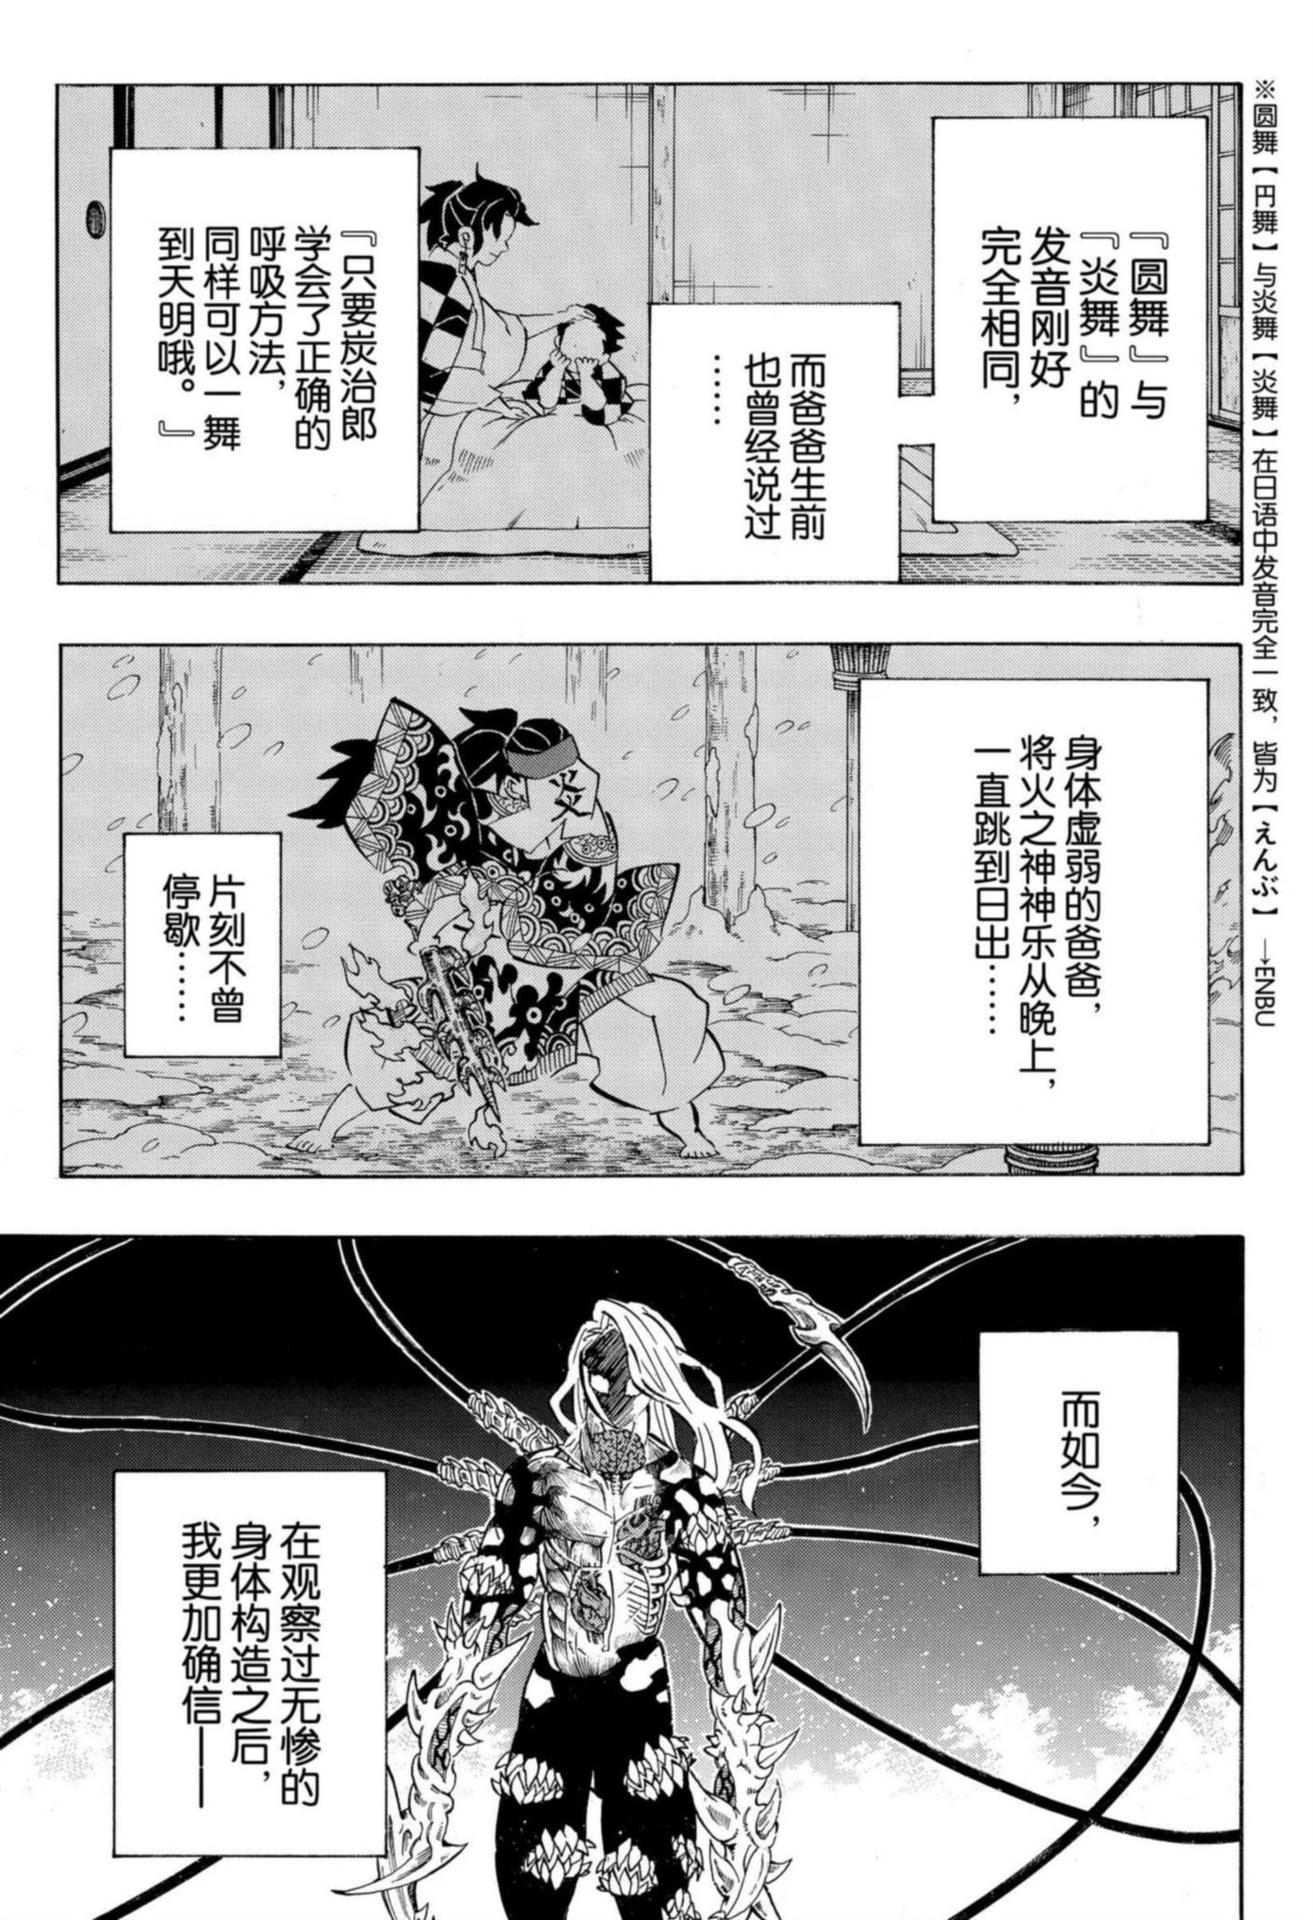 ※圆舞【円舞】与炎舞【炎舞】在日语中发音完全一致，皆为【えんぶ】→ENBU
『圆舞』与
『炎舞』的
发音刚好
完全相同，
而爸爸生前
也曾经说过
……
『只要炭治郎
学会了正确的
呼吸方法，
同样可以一舞
到天明哦。』
身体虚弱的爸爸，
将火之神神乐从晚上，
一直跳到日出……
炎
片刻不曾
停歇……
而如今，
在观察过无惨的
身体构造之后，
我更加确信——